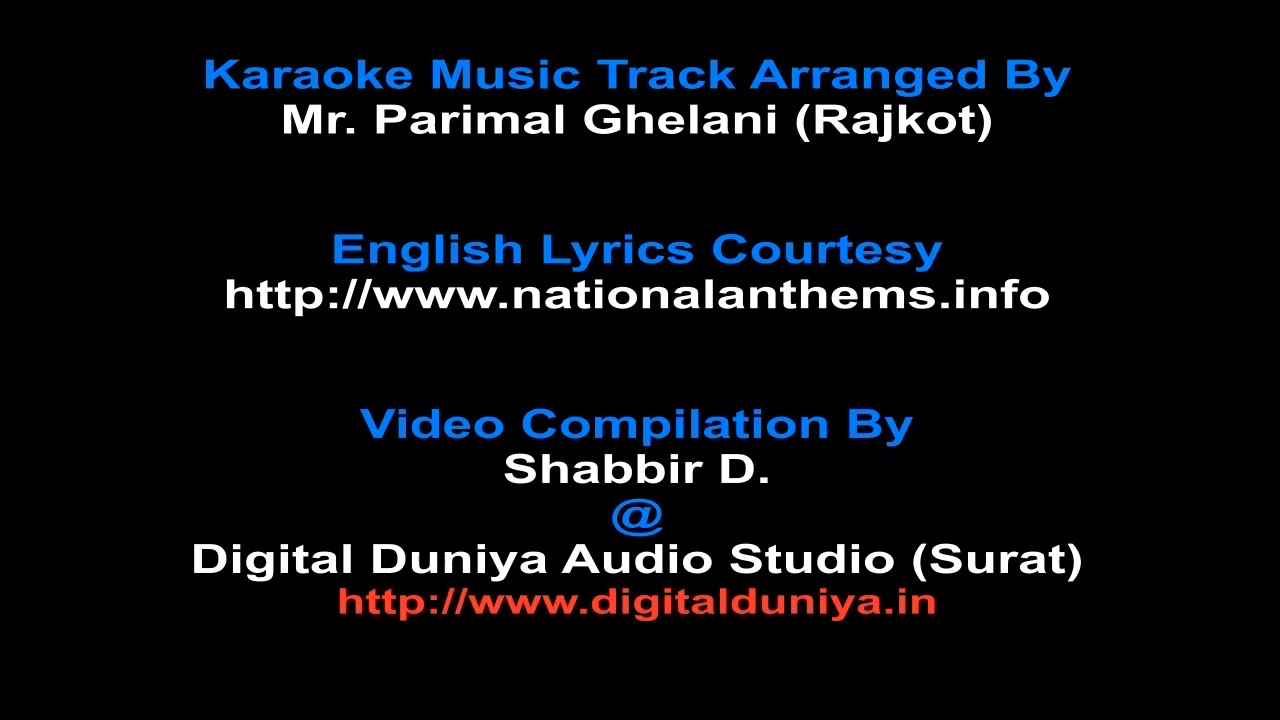 Karaoke Music Track Arranged By
Mr. Parimal Ghelani (Rajkot)
English Lyrics Courtesy
http://www.nationalanthems.info
Video Compilation By
Shabbir D.
@
Digital Duniya Audio Studio (Surat)
http://www.digitalduniya.in